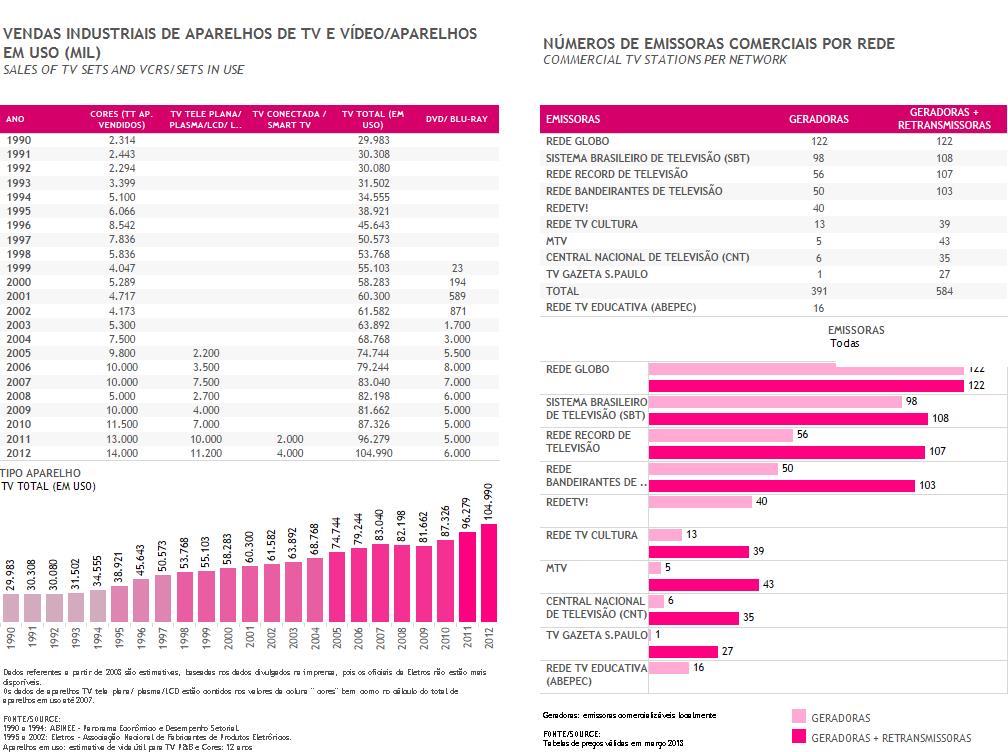 VENDAS INDUSTRIAIS DE APARELHOS DE TV E VÍDEO/APARELHOS
EM USO (MIL)
SALES OF TV SETS AND VCRS/SETS IN USE
ANO CORES (TT AP. VENDIDOS) TV TELE PLANA/ PLASMA/LCD/ L.. TV CONECTADA / SMART TV TV TOTAL (EM USO) DVD/ BLU-RAY
1990 2.314 29.983
1991 2.443 30.308
1992 2.294 30.080
1993 3.399 31.502
1994 5.100 34.555
1995 6.066 38.921
1996 8.542 45.643
1997 7.836 50.573
1998 5.836 53.768
1999 4.047 55.103 23
2000 5.289 58.283 194
2001 4.717 60.300 589
2002 4.173 61.582 871
2003 5.300 63.892 1.700
2004 7.500 68.768 3.000
2005 9.800 2.200 74.744 5.500
2006 10.000 3.500 79.244 8.000
2007 10.000 7.500 83.040 7.000
2008 5.000 2.700 82.198 6.000
2009 10.000 4.000 81.662 5.000
2010 11.500 7.000 87.326 5.000
2011 13.000 10.000 2.000 96.279 5.000
2012 14.000 11.200 4.000 104.990 6.000
TIPO APARELHO
TV TOTAL (EM USO)
29.983 30.308 30.080 31.502 34.555 38.921 45.643 50.573 53.768 55.103 58.283 60.300 61.582 63.892 68.768 74.744 79.244 83.040 82.198 81.662 87.326 96.279 104.990
1990 1991 1992 1993 1994 1995 1996 1997 1998 1999 2000 2001 2002 2003 2004 2005 2006 2007 2008 2009 2010 2011 2012
Dados referentes a partir de 2008 são estimativas, baseadas nos dados divulgados na imprensa, pois os oficiais da Eletros não estão mais
disponíveis.
Os dados de aparelhos TV tela plana/ plasma/LCD estão contidos nos valores da coluna "cores" bem como no cálculo do total de
aparelhos em uso até 2007.
FONTE/SOURCE:
1990 a 1994: ABINEE - Panorama Econômico e Desempenho Setorial.
1995 a 2002: Eletros - Associação Nacional de Fabricantes de Produtos Eletrônicos.
Aparelhos em uso: estimativa de vida útil para TV P&B e Cores: 12 anos
NÚMEROS DE EMISSORAS COMERCIAIS POR REDE
COMMERCIAL TV STATIONS PER NETWORK
EMISSORAS GERADORAS GERADORAS + RETRANSMISSORAS
REDE GLOBO 122 122
SISTEMA BRASILEIRO DE TELEVISÃO (SBT) 98 108
REDE RECORD DE TELEVISÃO 56 107
REDE BANDEIRANTES DE TELEVISÃO 50 103
REDETV! 40
REDE TV CULTURA 13 39
MTV 5 43
CENTRAL NACIONAL DE TELEVISÃO (CNT) 6 35
TV GAZETA S.PAULO 1 27
TOTAL 391 584
REDE TV EDUCATIVA (ABEPEC) 16
EMISSORAS
Todas
REDE GLOBO 122
122
SISTEMA BRASILEIRO 98
DE TELEVISÃO (SBT) 108
REDE RECORD DE 56
TELEVISÃO 107
REDE 50
BANDEIRANTES DE .. 103
REDETV! 40
REDE TV CULTURA 13
39
MTV 5
43
CENTRAL NACIONAL 6
DE TELEVISÃO (CNT) 35
TV GAZETA S.PAULO 1
27
REDE TV EDUCATIVA 16
(ABEPEC)
Geradoras: emissoras comercializáveis localmente
FONTE/SOURCE:
Tabelas de preços válidas em março 2013
GERADORAS
GERADORAS + RETRANSMISSORAS